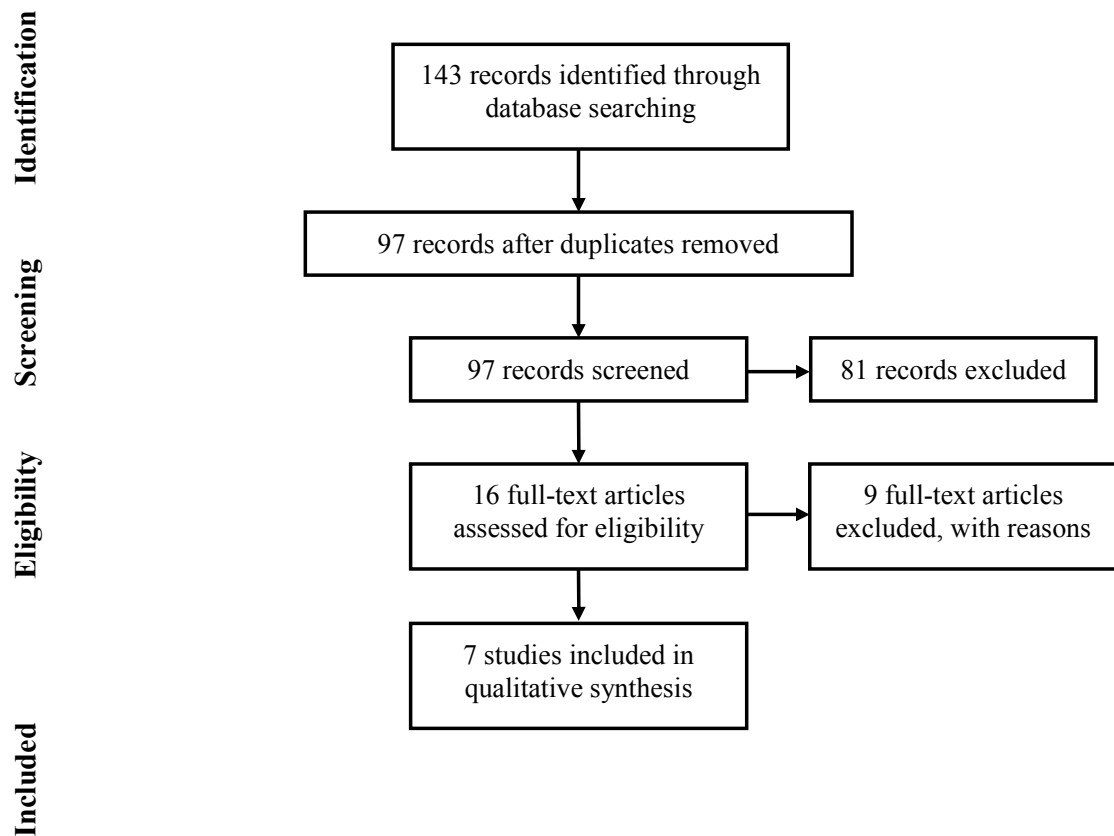 Identification
143 records identified through
database searching
97 records after duplicates removed
Screening
97 records screened
81 records excluded
Eligibility
16 full-text articles
assessed for eligibility
9 full-text articles
excluded, with reasons
7 studies included in
qualitative synthesis
Included